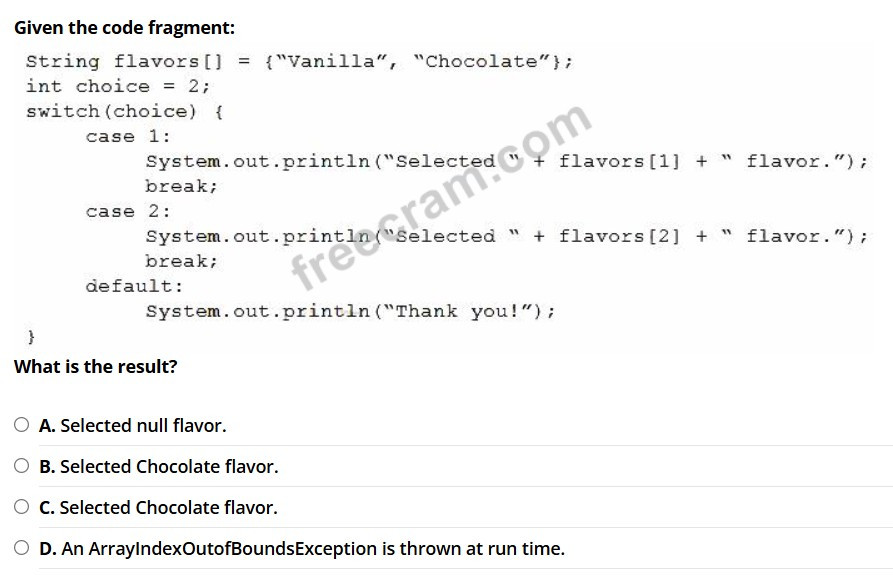 Given the code fragment:
String flavors[] = {“Vanilla”, “Chocolate”};
int choice = 2;
switch(choice) {
case 1:
System.out.println(“Selected “ + flavors[1] + “ flavor.”);
break;
case 2:
System.out.println(“Selected “ + flavors[2] + “ flavor.”);
break;
default:
System.out.println(“Thank you!”);
}
freecram.com
What is the result?
A. Selected null flavor.
B. Selected Chocolate flavor.
C. Selected Chocolate flavor.
D. An ArrayIndexOutofBoundsException is thrown at run time.